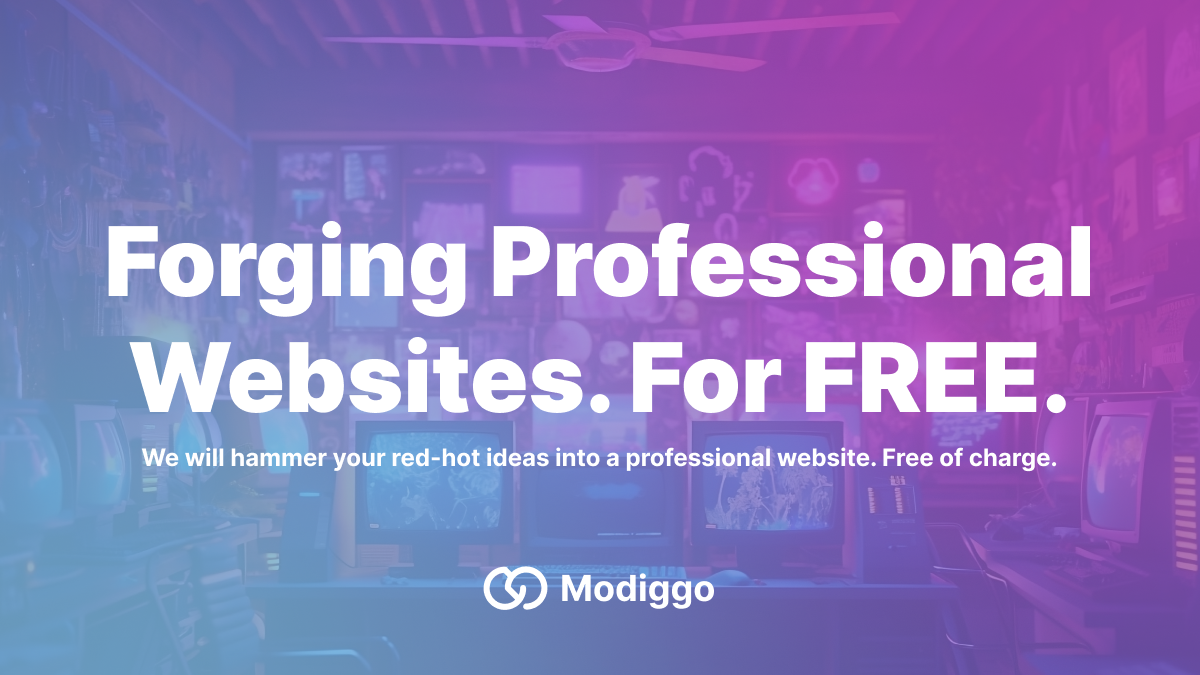 Forging Professional
Websites. For FREE.
We will hammer your red-hot ideas into a professional website. Free of charge.
Modiggo